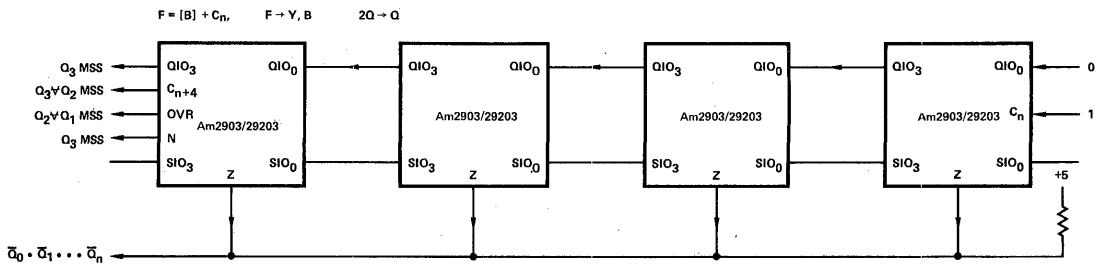 F = [B] + Cn, F → Y, B 2Q → Q
Q3 MSS QIO3 QIO0 QIO3 QIO0 QIO3 QIO0 QIO3 QIO0 0
Q3∀Q2 MSS Cn+4
Q2∀Q1 MSS OVR Am2903/29203 Am2903/29203 Am2903/29203 Am2903/29203 Cn 1
Q3 MSS N
SIO3 SIO0 SIO3 SIO0 SIO3 SIO0 SIO3 SIO0
Z Z Z Z +5
Q̅0 • Q̅1 • • • Q̅n